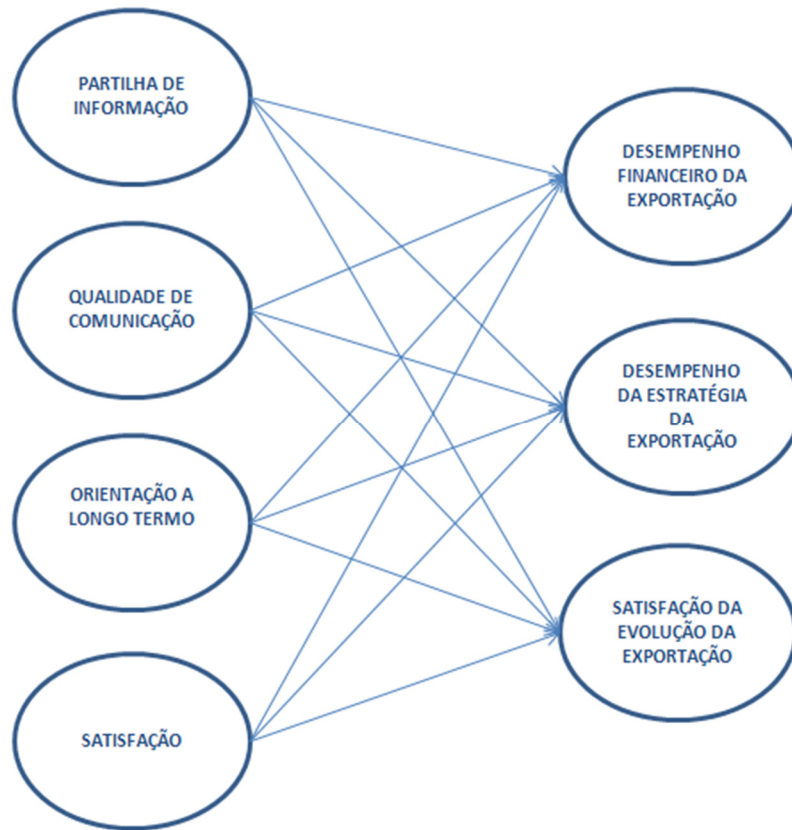 PARTILHA DE
INFORMAÇÃO
QUALIDADE DE
COMUNICAÇÃO
ORIENTAÇÃO A
LONGO TERMO
SATISFAÇÃO
DESEMPENHO
FINANCEIRO DA
EXPORTAÇÃO
DESEMPENHO
DA ESTRATÉGIA
DA
EXPORTAÇÃO
SATISFAÇÃO DA
EVOLUÇÃO DA
EXPORTAÇÃO